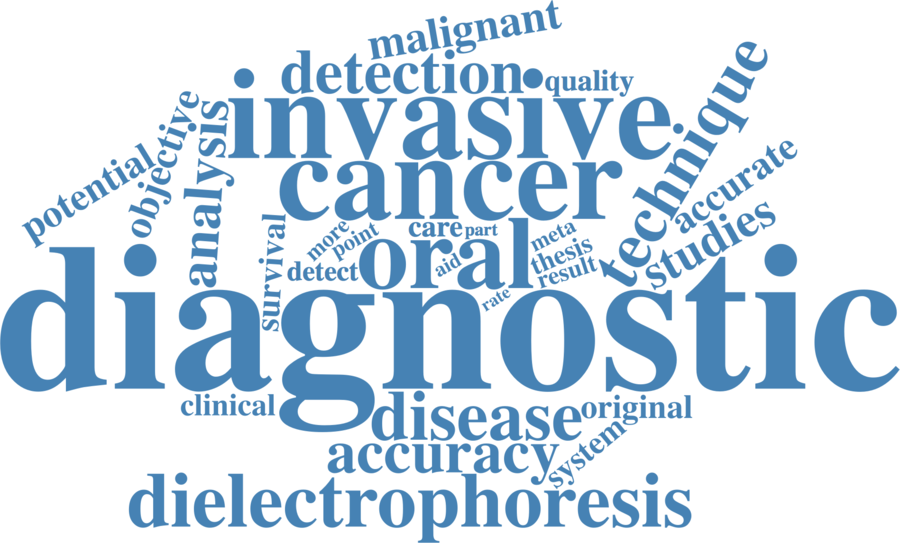 malignant
detection
quality
invasive
technique
potential
objective
analysis
cancer
accurate
survival
more
point
care
part
oral
meta
thesis
result
studies
detect
aid
rate
diagnostic
clinical
disease
original
accuracy
system
dielectrophoresis